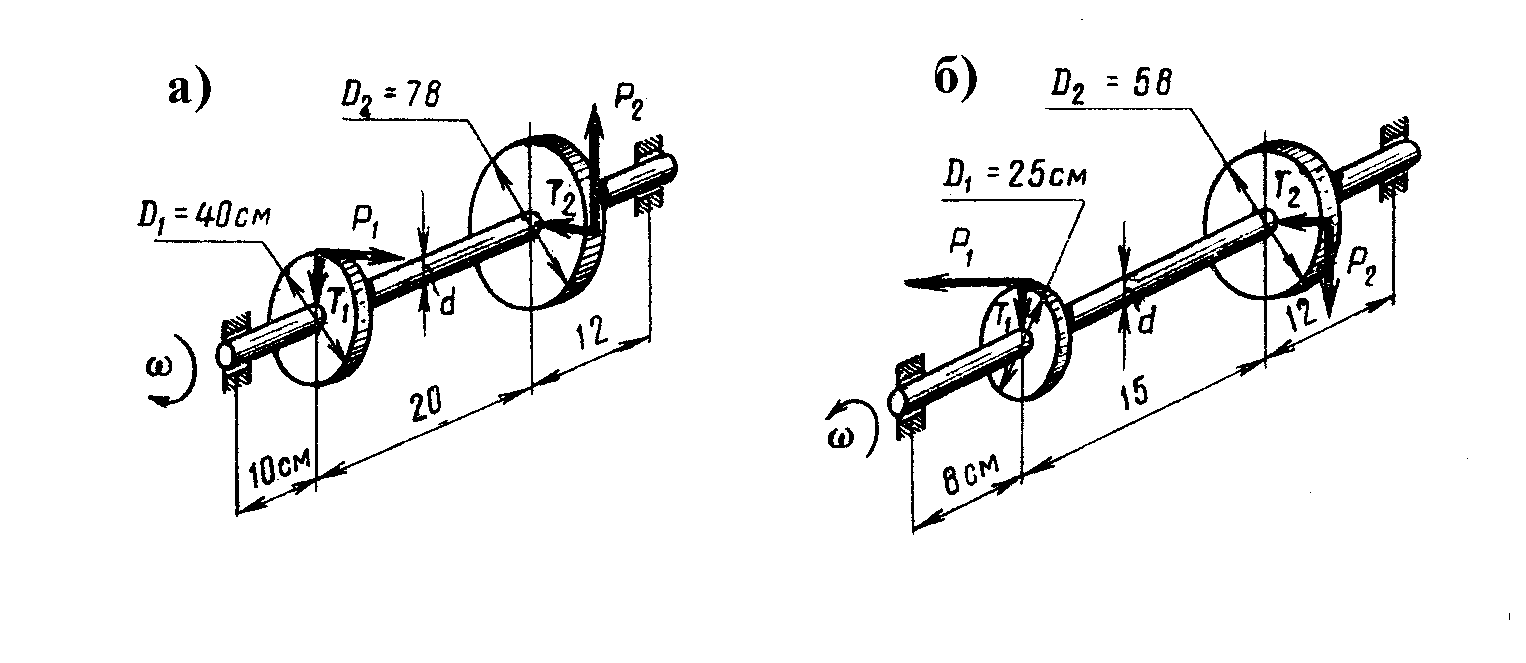 а)
D₂ = 78
P₂
T₂
D₁ = 40см
P₁
T₁
d
ω
12
20
10см
б)
D₂ = 58
D₁ = 25см
T₂
P₁
P₂
T₁
d
12
ω
15
8см